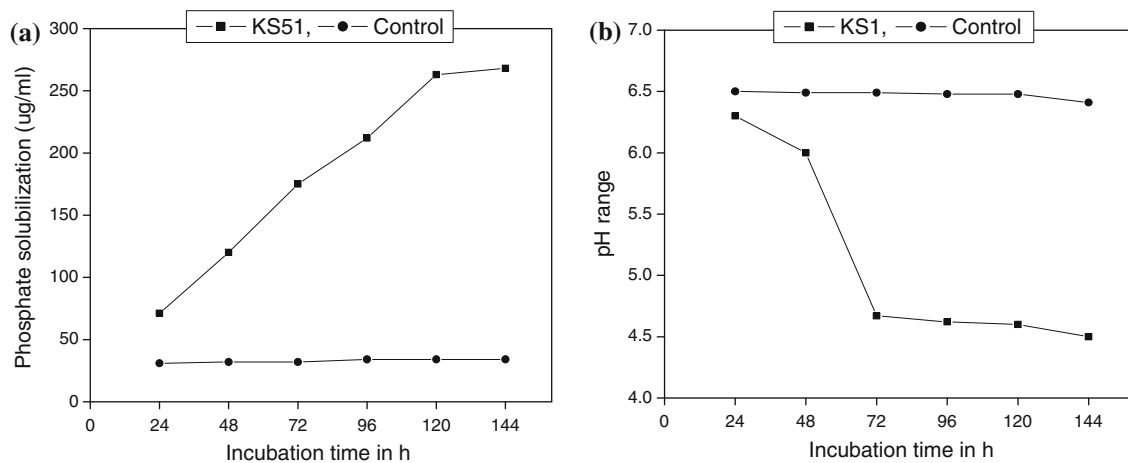 (a)
KS51, Control
300
250
200
150
100
50
0
Phosphate solubilization (ug/ml)
0 24 48 72 96 120 144
Incubation time in h
(b)
KS1, Control
7.0
6.5
6.0
5.5
5.0
4.5
4.0
pH range
0 24 48 72 96 120 144
Incubation time in h